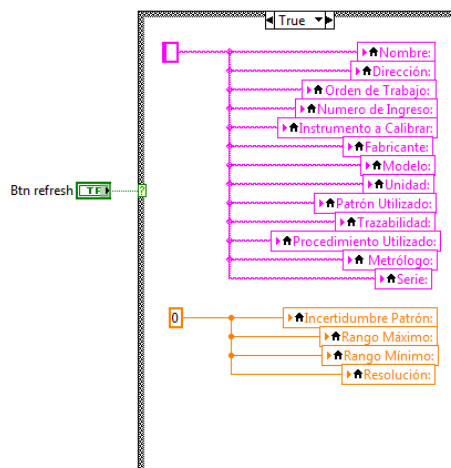 True
Nombre:
Dirección:
Orden de Trabajo:
Numero de Ingreso:
Instrumento a Calibrar:
Fabricante:
Modelo:
Unidad:
Btn refresh
TF
?
Patrón Utilizado:
Trazabilidad:
Procedimiento Utilizado:
Metrólogo:
Serie:
0
Incertidumbre Patrón:
Rango Máximo:
Rango Mínimo:
Resolución: